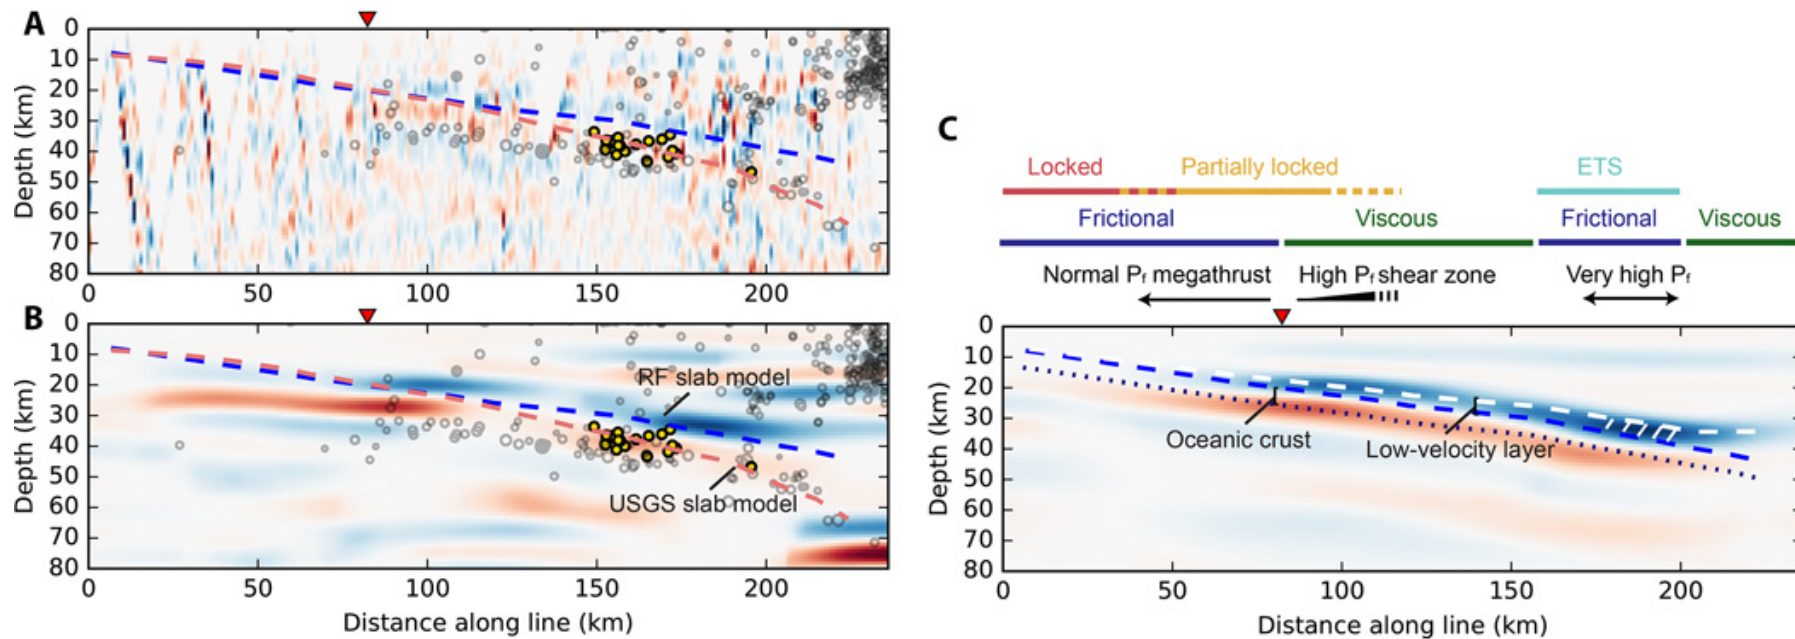 A
0
10
20
30
40
50
60
70
80
Depth (km)
0 50 100 150 200
B
0
10
20
30
40
50
60
70
80
Depth (km)
RF slab model
USGS slab model
0 50 100 150 200
Distance along line (km)
C
Locked Partially locked ETS
Frictional Viscous Frictional Viscous
Normal Pf megathrust High Pf shear zone Very high Pf
0
10
20
30
40
50
60
70
80
Depth (km)
Oceanic crust
Low-velocity layer
0 50 100 150 200
Distance along line (km)